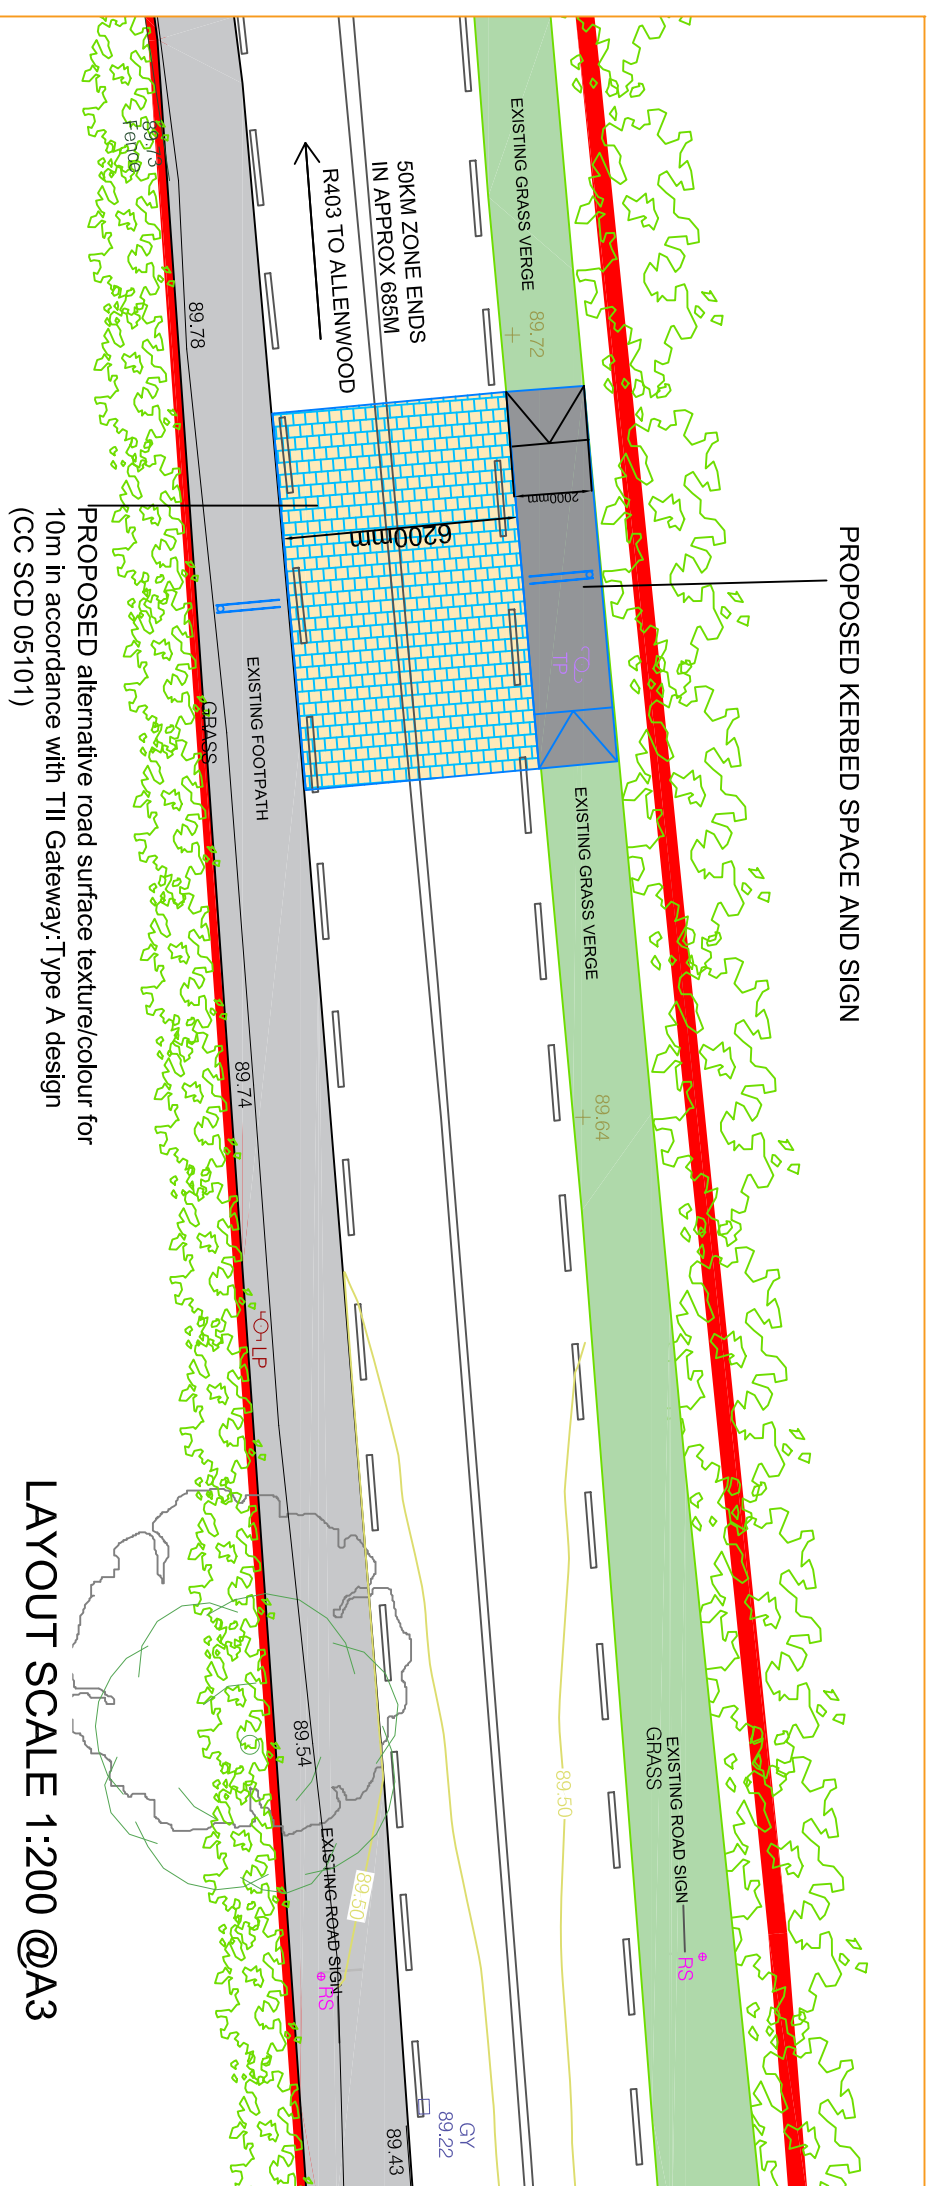 PROPOSED KERBED SPACE AND SIGN
EXISTING GRASS VERGE
89.72
50KM ZONE ENDS
IN APPROX 685M
R403 TO ALLENWOOD
89.73
Fence
89.78
2000mm
6200mm
TP
EXISTING GRASS VERGE
89.64
EXISTING FOOTPATH
GRASS
PROPOSED alternative road surface texture/colour for
10m in accordance with TII Gateway:Type A design
(CC SCD 05101)
89.74
LP
EXISTING ROAD SIGN
GRASS
RS
89.50
89.54
89.50
EXISTING ROAD SIGN
RS
GY
89.22
89.43
LAYOUT SCALE 1:200 @A3